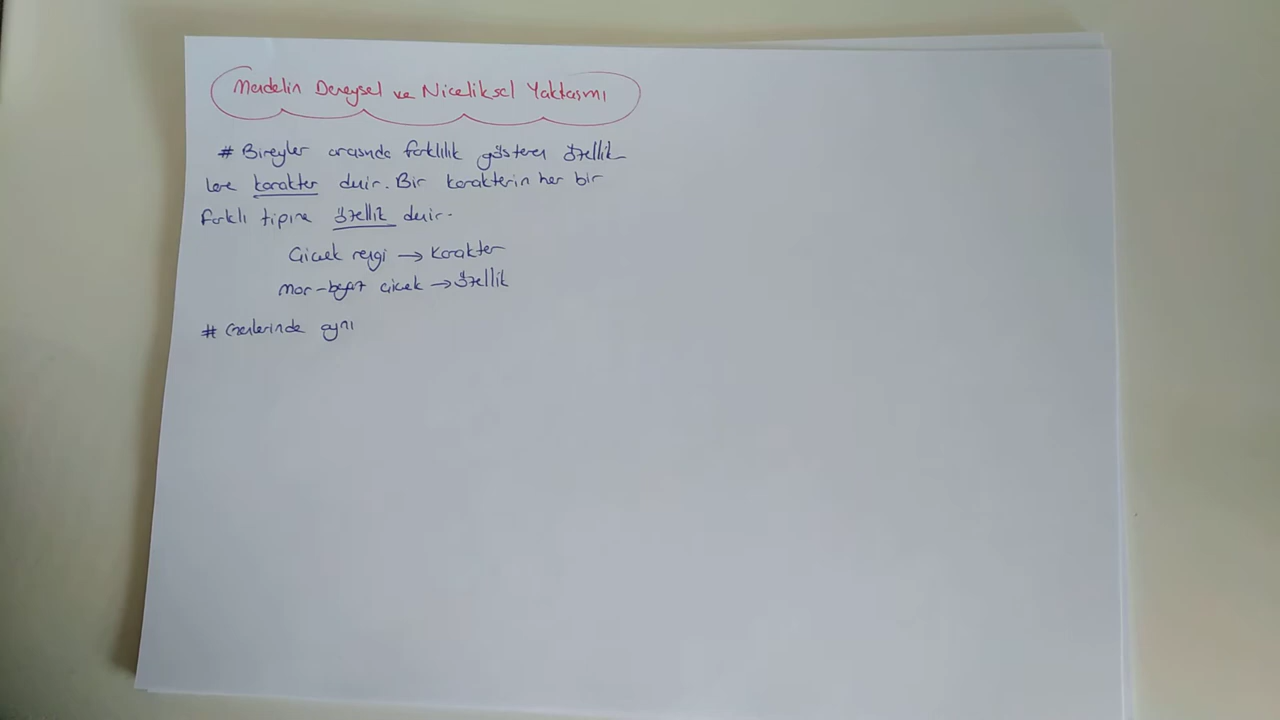 Mendelin Deneysel ve Niceliksel Yaklaşımı
# Bireyler arasında farklılık gösteren özellik
lere karakter denir. Bir karakterin her bir
farklı tipine özellik denir.
Çiçek rengi → Karakter
mor-beyaz çiçek → özellik
# Genlerinde aynı